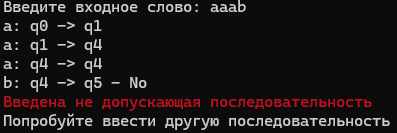 Введите входное слово: aaab
a: q0 -> q1
a: q1 -> q4
a: q4 -> q4
b: q4 -> q5 - No
Введена не допускающая последовательность
Попробуйте ввести другую последовательность